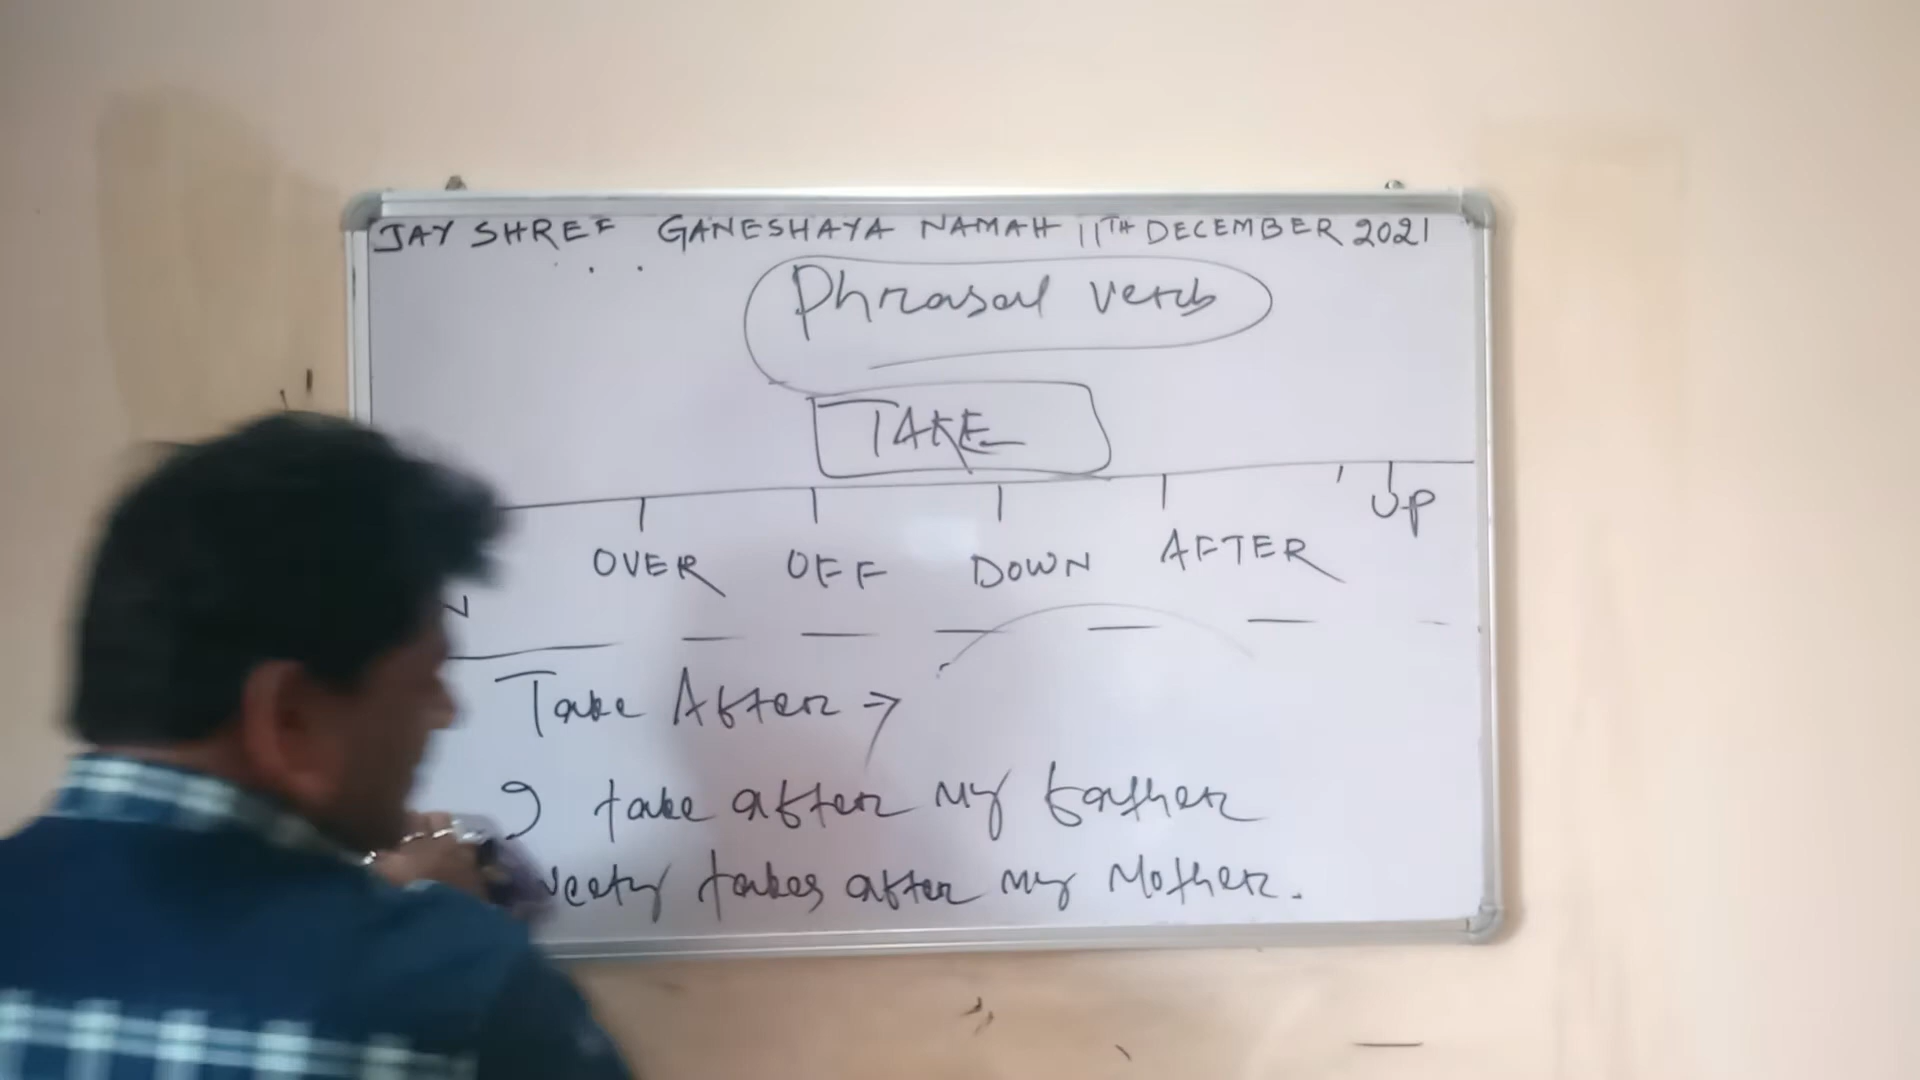 JAY SHREE GANESHAYA NAMAH 11TH DECEMBER 2021
Phrasal verb
TAKE
OVER OFF DOWN AFTER UP
Take After →
I take after my father
takes after my Mother.